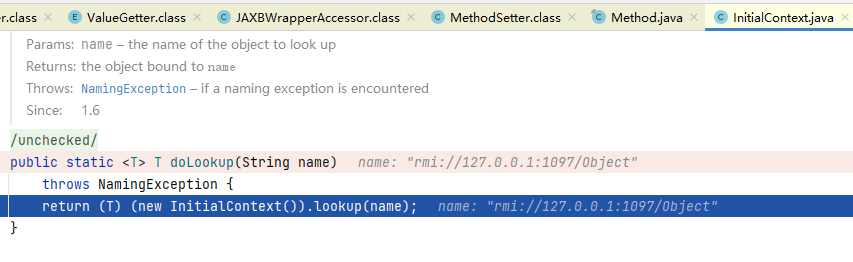 r.class ValueGetter.class JAXBWrapperAccessor.class MethodSetter.class Method.java InitialContext.java
Params: name – the name of the object to look up
Returns: the object bound to name
Throws: NamingException – if a naming exception is encountered
Since: 1.6
/unchecked/
public static <T> T doLookup(String name) name: "rmi://127.0.0.1:1097/Object"
throws NamingException {
return (T) (new InitialContext()).lookup(name); name: "rmi://127.0.0.1:1097/Object"
}